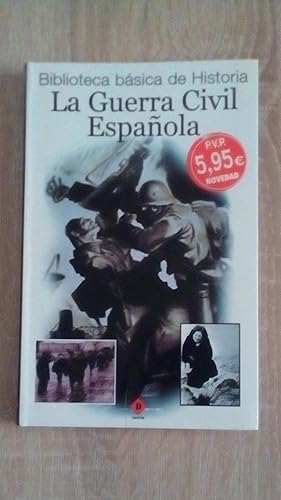 Biblioteca básica de Historia
La Guerra Civil
Española
P.V.P.
5,95€
NOVEDAD